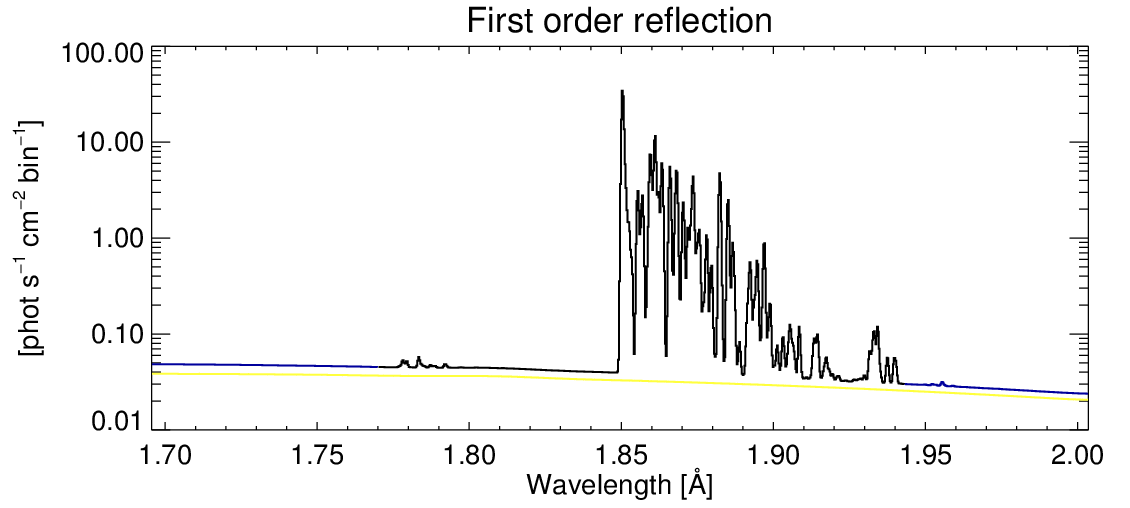 First order reflection
100.00
10.00
1.00
0.10
0.01
[phot s⁻¹ cm⁻² bin⁻¹]
1.70 1.75 1.80 1.85 1.90 1.95 2.00
Wavelength [Å]